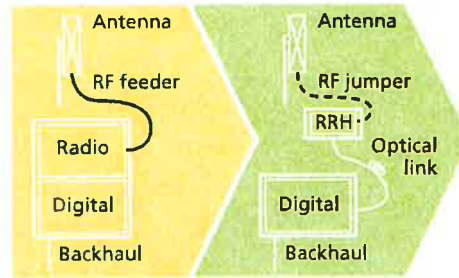 Antenna
RF feeder
Radio
Digital
Backhaul
Antenna
RF jumper
RRH
Optical
link
Digital
Backhaul